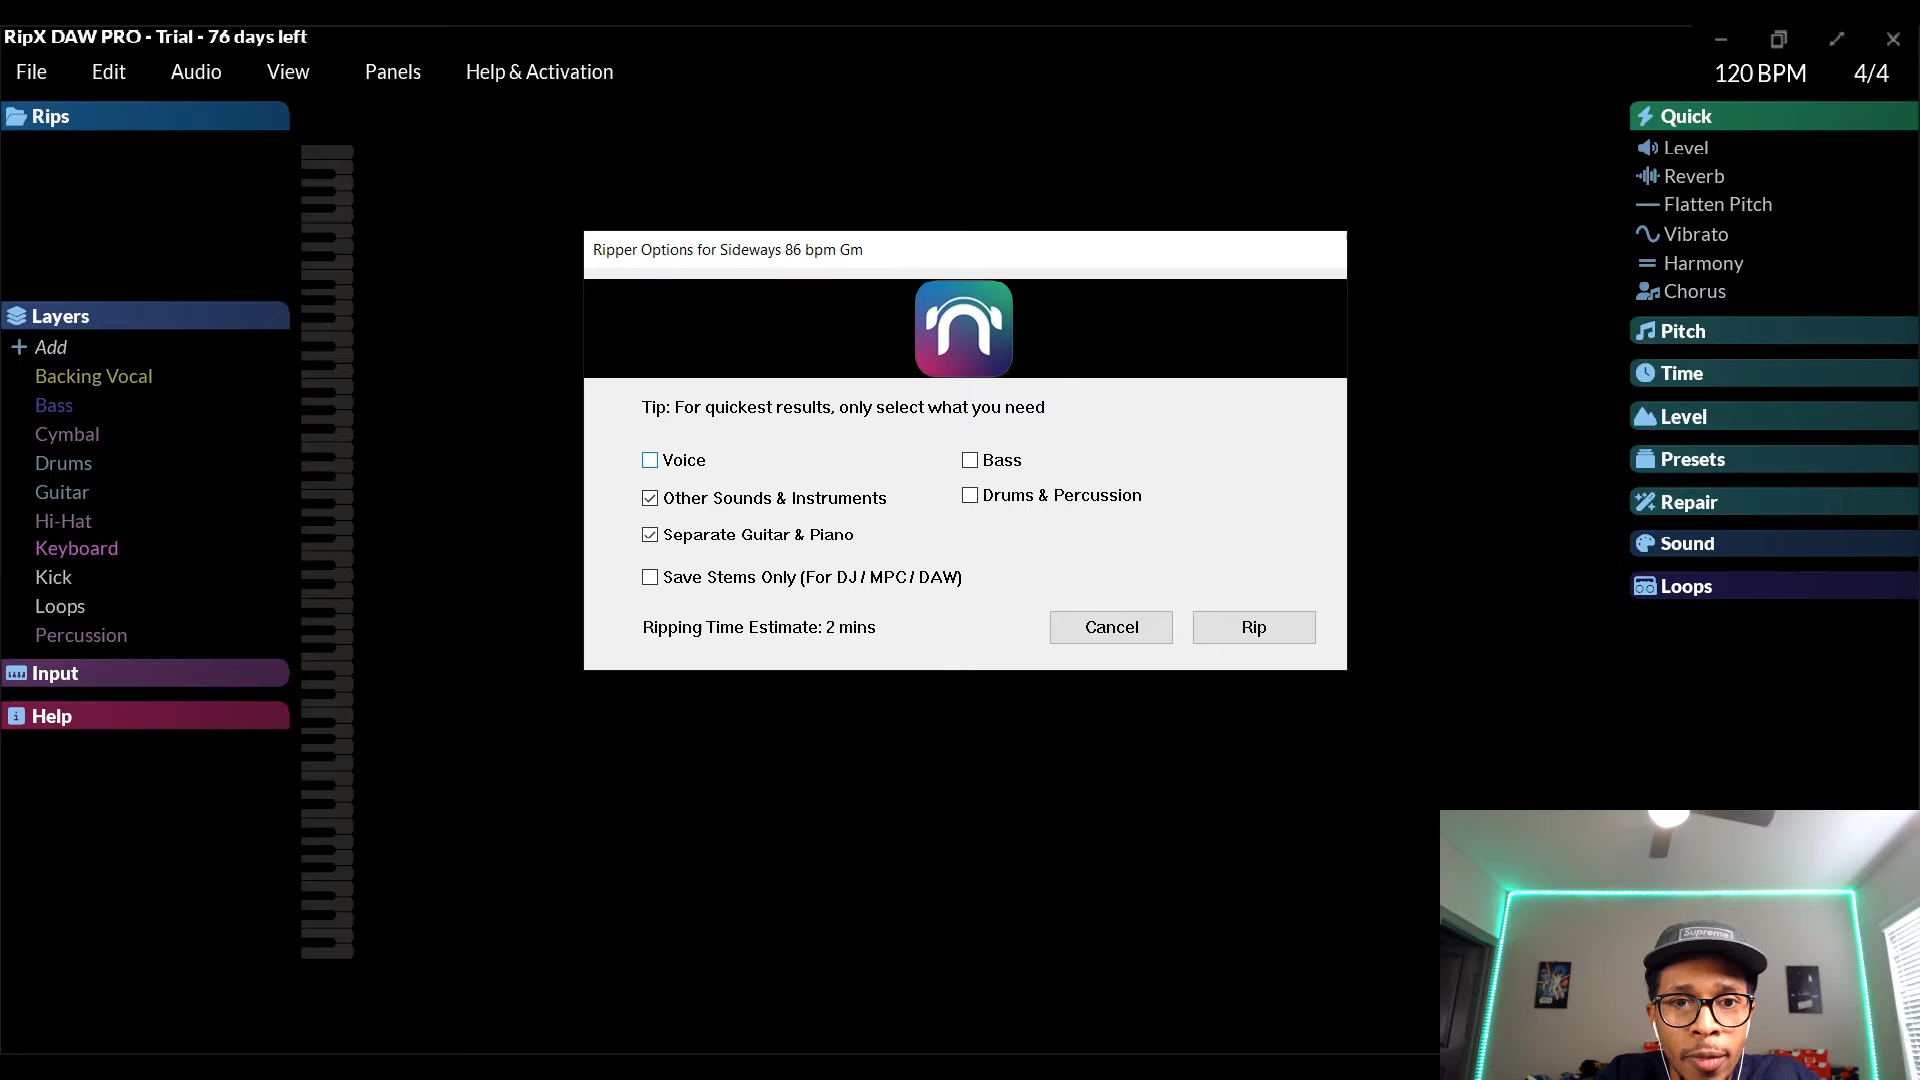 RipX DAW PRO - Trial - 76 days left
File Edit Audio View Panels Help & Activation
120 BPM 4/4
Rips
Layers
Add
Backing Vocal
Bass
Cymbal
Drums
Guitar
Hi-Hat
Keyboard
Kick
Loops
Percussion
Input
Help
Ripper Options for Sideways 86 bpm Gm
Tip: For quickest results, only select what you need
Voice
Bass
Other Sounds & Instruments
Drums & Percussion
Separate Guitar & Piano
Save Stems Only (For DJ / MPC / DAW)
Ripping Time Estimate: 2 mins
Cancel
Rip
Quick
Level
Reverb
Flatten Pitch
Vibrato
Harmony
Chorus
Pitch
Time
Level
Presets
Repair
Sound
Loops
Supreme